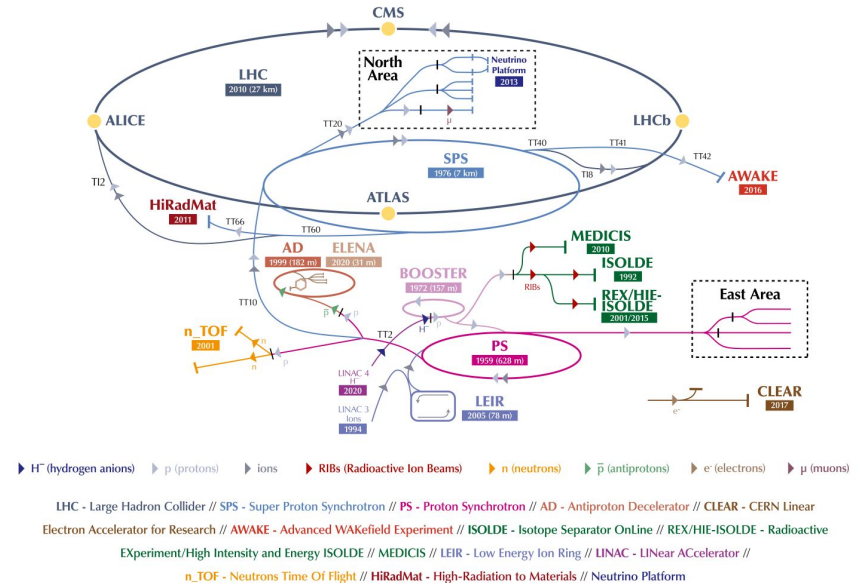 CMS
North
Area
Neutrino
Platform
2013
LHC
2010 (27 km)
μ
ALICE
TT20
LHCb
TT40
TT41
SPS
1976 (7 km)
TT42
TI2
TI8
AWAKE
2016
ATLAS
HiRadMat
2011
TT66
TT60
AD
1999 (182 m)
ELENA
2020 (31 m)
MEDICIS
2010
BOOSTER
1972 (157 m)
ISOLDE
1992
RIBs
REX/HIE-
ISOLDE
2001/2015
East Area
TT10
p̅
p
H⁻
p
n_TOF
2001
TT2
n
n
p
PS
1959 (628 m)
LINAC 4
H⁻
2020
LINAC 3
Ions
1994
LEIR
2005 (78 m)
CLEAR
2017
e⁻
H⁻ (hydrogen anions)
p (protons)
ions
RIBs (Radioactive Ion Beams)
n (neutrons)
p̅ (antiprotons)
e⁻ (electrons)
μ (muons)
LHC - Large Hadron Collider // SPS - Super Proton Synchrotron // PS - Proton Synchrotron // AD - Antiproton Decelerator // CLEAR - CERN Linear
Electron Accelerator for Research // AWAKE - Advanced WAKefield Experiment // ISOLDE - Isotope Separator OnLine // REX/HIE-ISOLDE - Radioactive
EXperiment/High Intensity and Energy ISOLDE // MEDICIS // LEIR - Low Energy Ion Ring // LINAC - LINear ACcelerator //
n_TOF - Neutrons Time Of Flight // HiRadMat - High-Radiation to Materials // Neutrino Platform